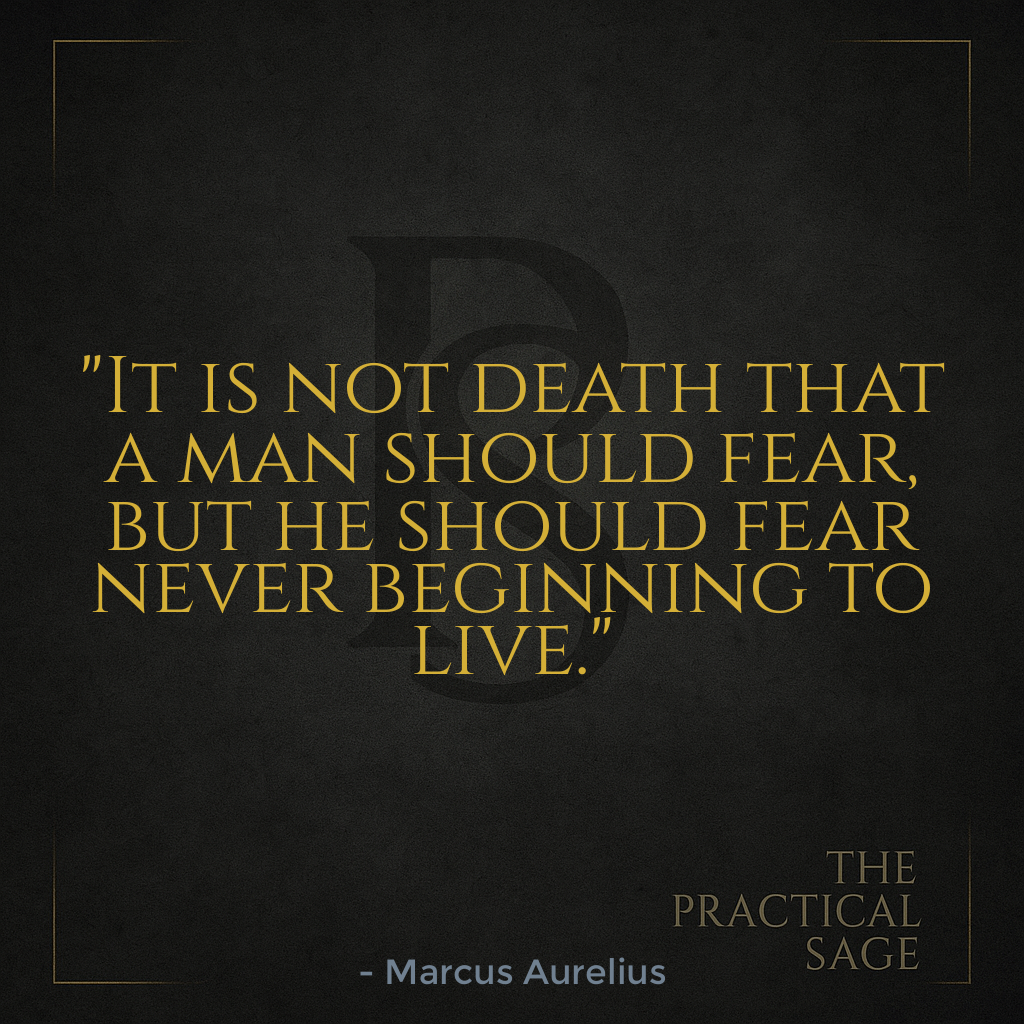 "It is not death that
a man should fear,
but he should fear
never beginning to
live."
THE
PRACTICAL
SAGE
- Marcus Aurelius